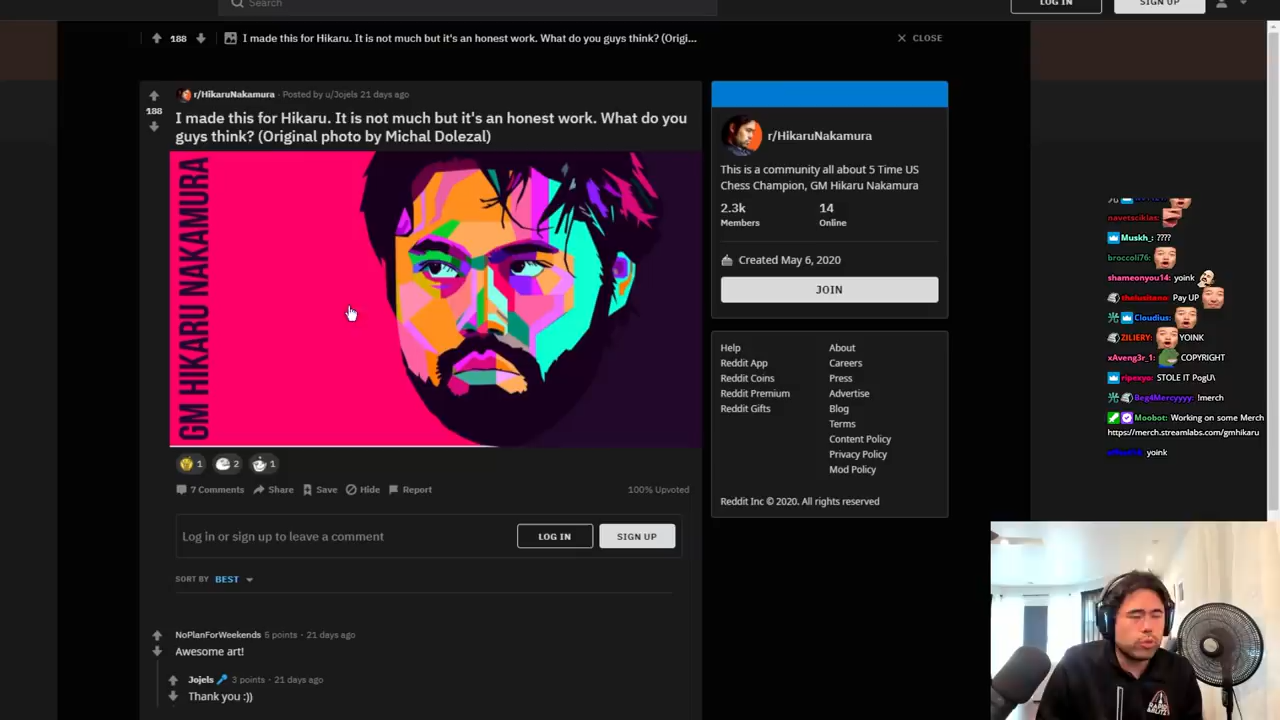 Search
LOG IN
SIGN UP
188
I made this for Hikaru. It is not much but it's an honest work. What do you guys think? (Origi...
CLOSE
188
r/HikaruNakamura · Posted by u/Jojels 21 days ago
I made this for Hikaru. It is not much but it's an honest work. What do you
guys think? (Original photo by Michal Dolezal)
GM HIKARU NAKAMURA
1
2
1
7 Comments
Share
Save
Hide
Report
100% Upvoted
Log in or sign up to leave a comment
LOG IN
SIGN UP
SORT BY BEST
NoPlanForWeekends 5 points · 21 days ago
Awesome art!
Jojels 3 points · 21 days ago
Thank you :))
r/HikaruNakamura
This is a community all about 5 Time US
Chess Champion, GM Hikaru Nakamura
2.3k
Members
14
Online
Created May 6, 2020
JOIN
Help
Reddit App
Reddit Coins
Reddit Premium
Reddit Gifts
About
Careers
Press
Advertise
Blog
Terms
Content Policy
Privacy Policy
Mod Policy
Reddit Inc © 2020. All rights reserved
navetsciklas:
Muskh_: ????
broccoli76:
shameonyou14: yoink
thelusitano: Pay UP
Cloudius:
ZILIERY: YOINK
xAveng3r_1: COPYRIGHT
STOLE IT PogU\
Beg4Mercyyyy: !merch
Moobot: Working on some Merch
https://merch.streamlabs.com/gmhikaru
yoink